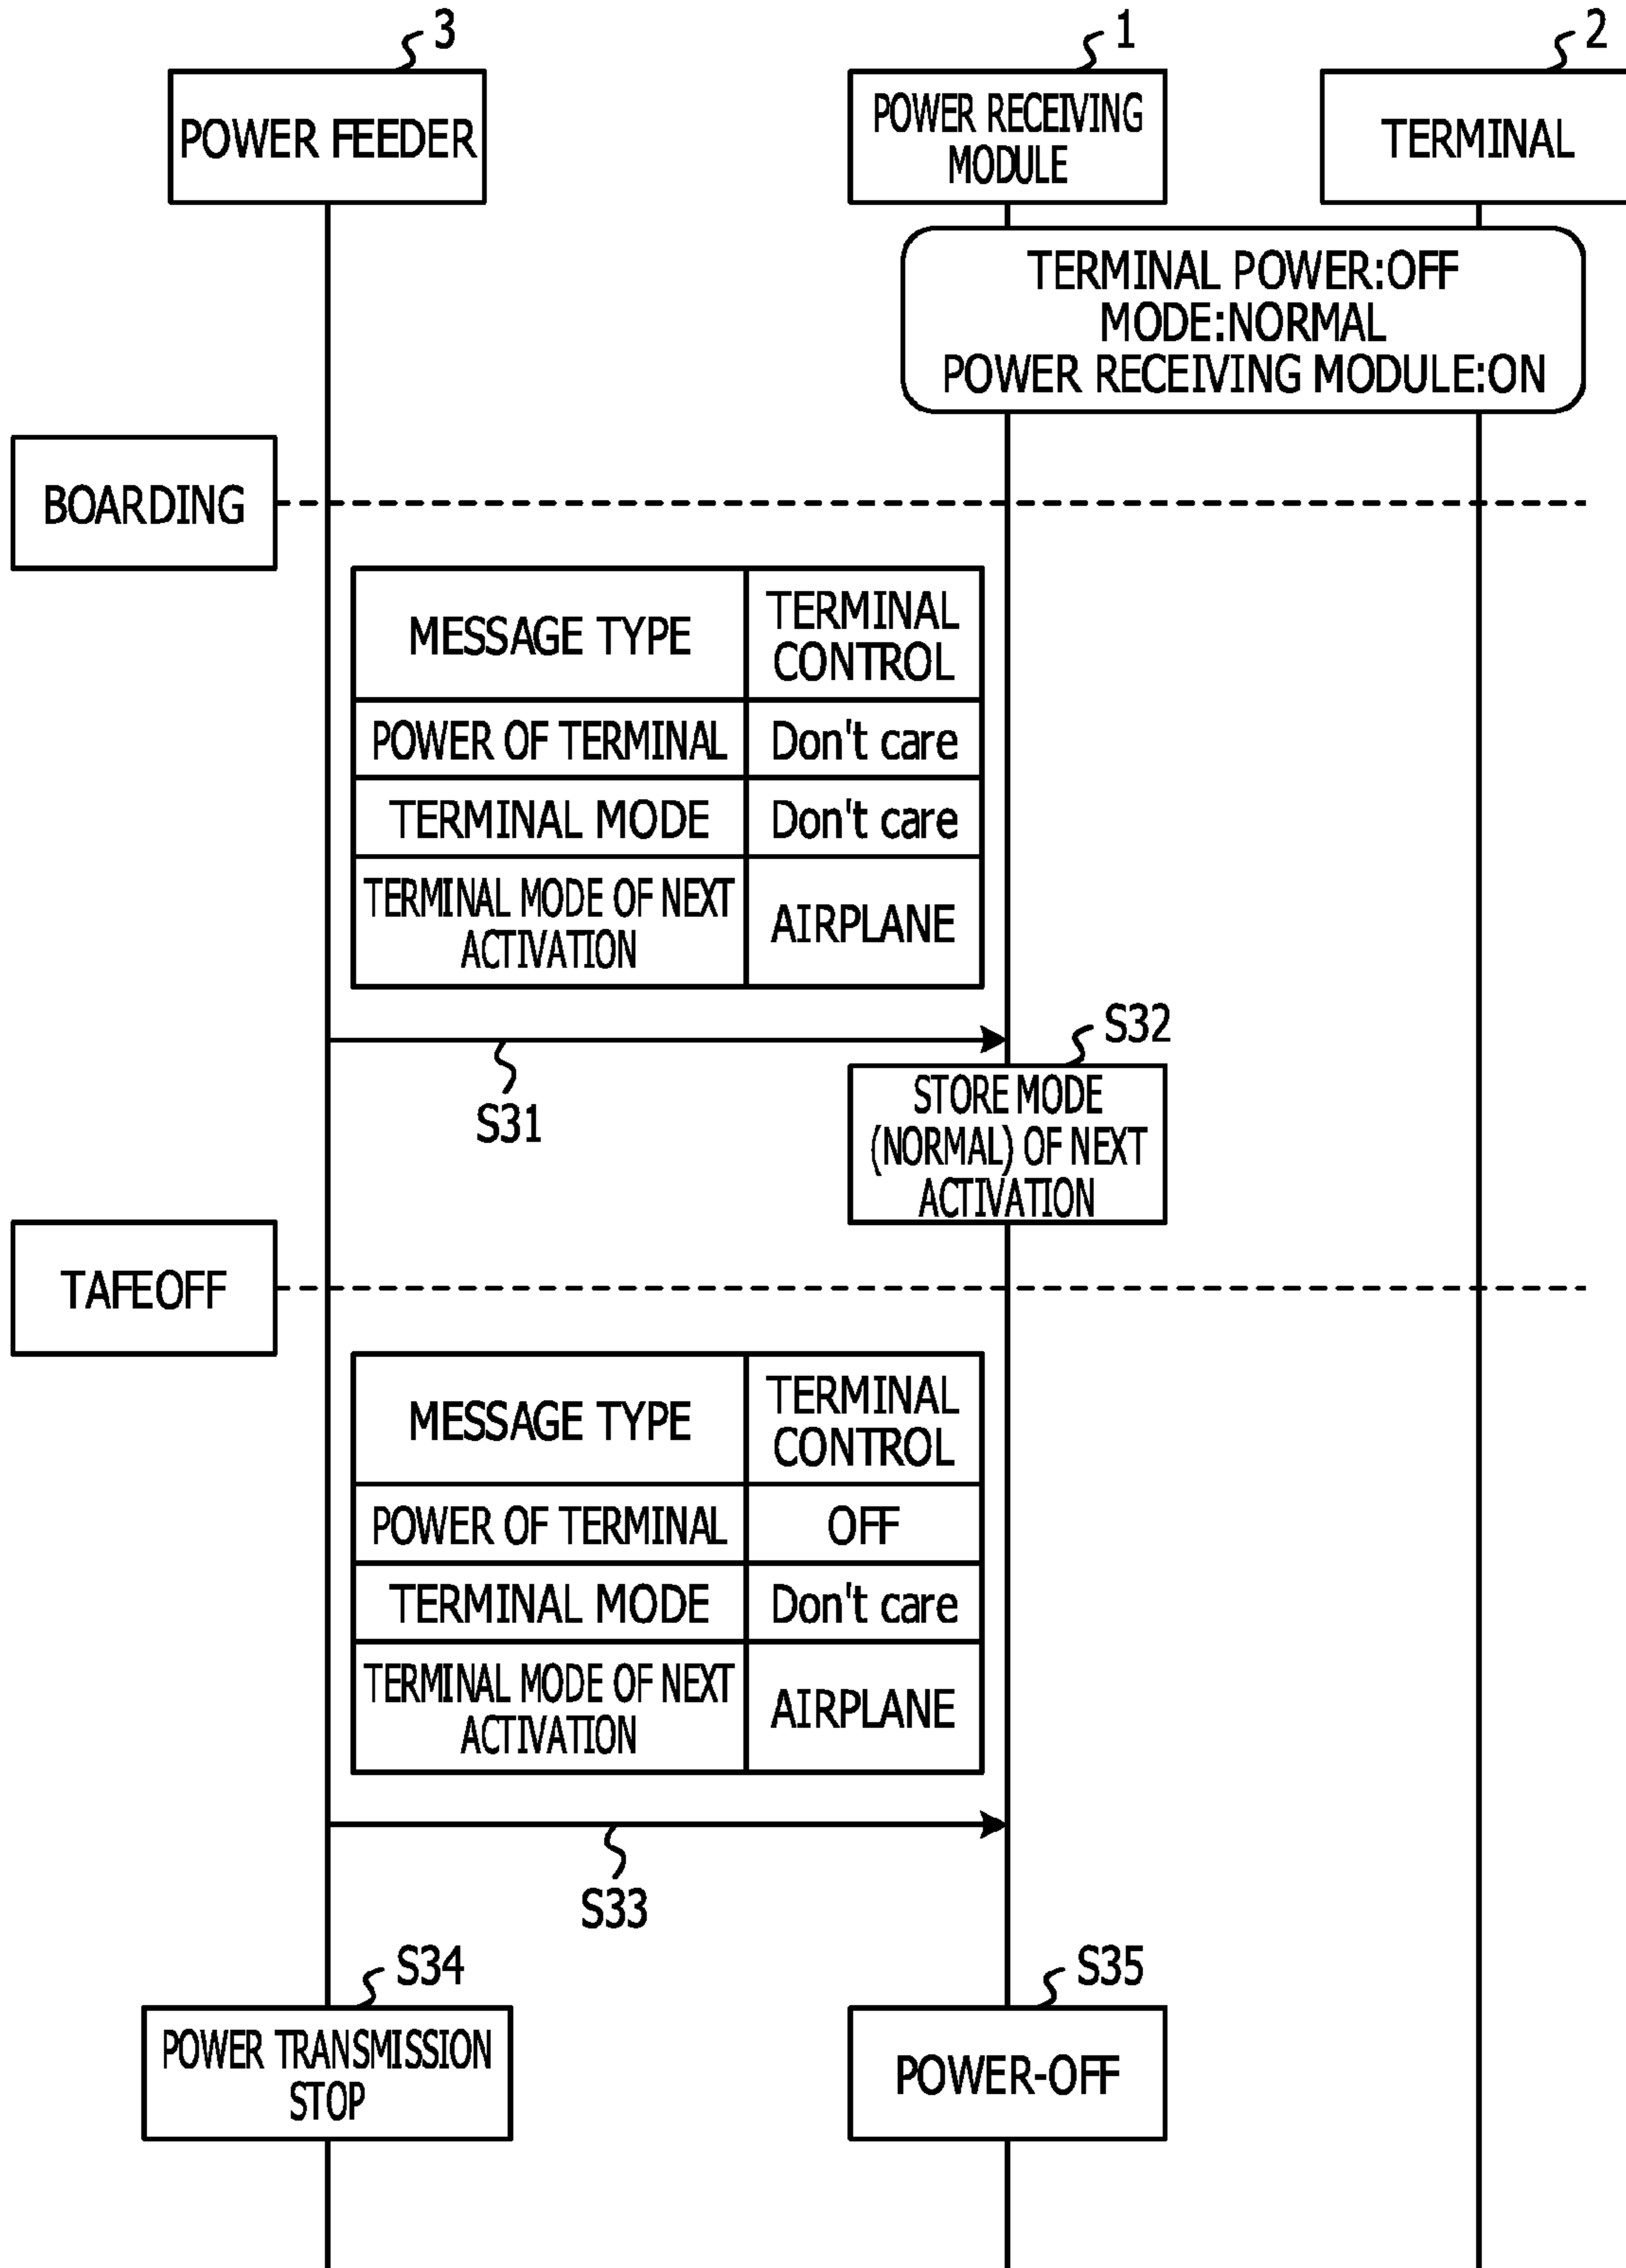 3
1
2
POWER FEEDER
POWER RECEIVING
MODULE
TERMINAL
TERMINAL POWER:OFF
MODE:NORMAL
POWER RECEIVING MODULE:ON
BOARDING
MESSAGE TYPE
TERMINAL
CONTROL
POWER OF TERMINAL
Don't care
TERMINAL MODE
Don't care
TERMINAL MODE OF NEXT
ACTIVATION
AIRPLANE
S31
S32
STORE MODE
(NORMAL) OF NEXT
ACTIVATION
TAFEOFF
MESSAGE TYPE
TERMINAL
CONTROL
POWER OF TERMINAL
OFF
TERMINAL MODE
Don't care
TERMINAL MODE OF NEXT
ACTIVATION
AIRPLANE
S33
S34
S35
POWER TRANSMISSION
STOP
POWER-OFF